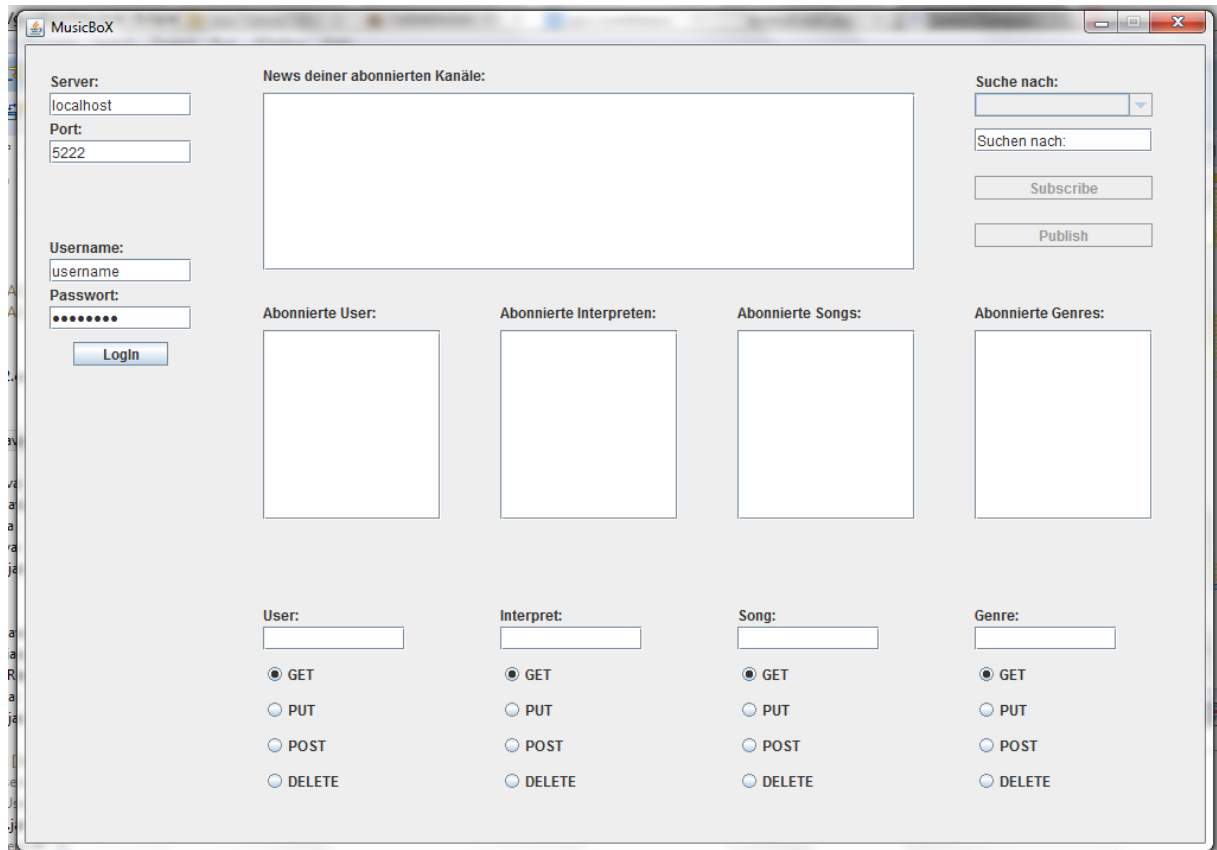 MusicBoX
Server:
localhost
Port:
5222
Username:
username
Passwort:
••••••••
LogIn
News deiner abonnierten Kanäle:
Suche nach:
Suchen nach:
Subscribe
Publish
Abonnierte User:
Abonnierte Interpreten:
Abonnierte Songs:
Abonnierte Genres:
User:
Interpret:
Song:
Genre:
GET
GET
GET
GET
PUT
PUT
PUT
PUT
POST
POST
POST
POST
DELETE
DELETE
DELETE
DELETE